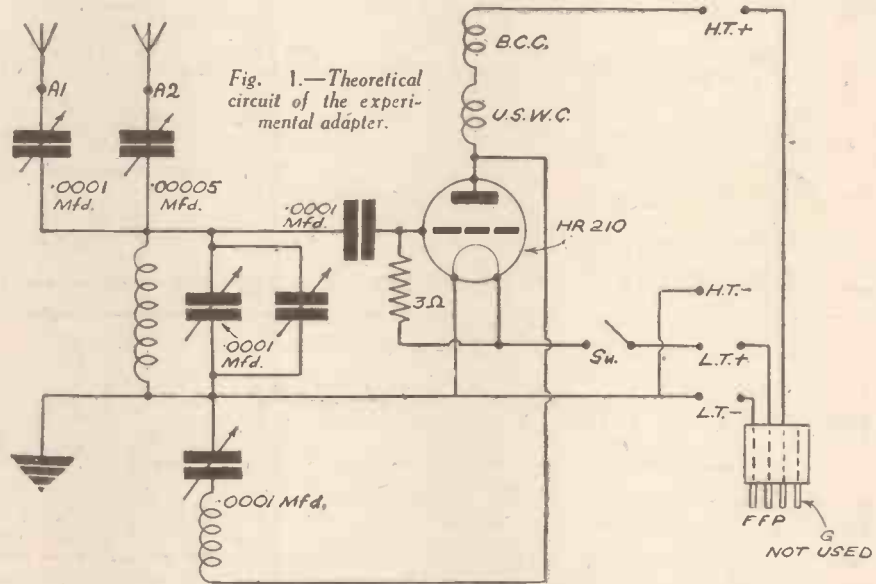 A1
A2
Fig. 1.—Theoretical
circuit of the experi-
mental adapter.
B.C.C.
U.S.W.C.
H.T.+
.0001
Mfd.
.00005
Mfd.
.0001
Mfd.
HR 210
3Ω
.0001
Mfd.
H.T.-
Sw.
L.T.+
L.T.-
.0001 Mfd.
F F P
G
NOT USED